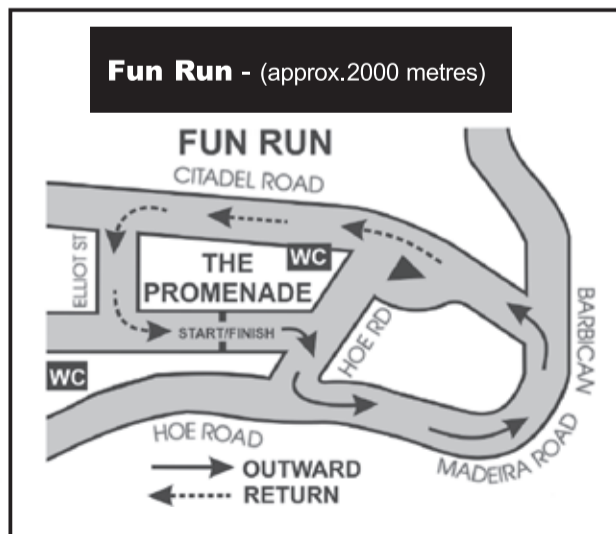 Fun Run - (approx.2000 metres)
FUN RUN
CITADEL ROAD
ELLIOT ST
WC
THE
PROMENADE
START/FINISH
HOE RD
BARBICAN
WC
HOE ROAD
MADEIRA ROAD
OUTWARD
RETURN